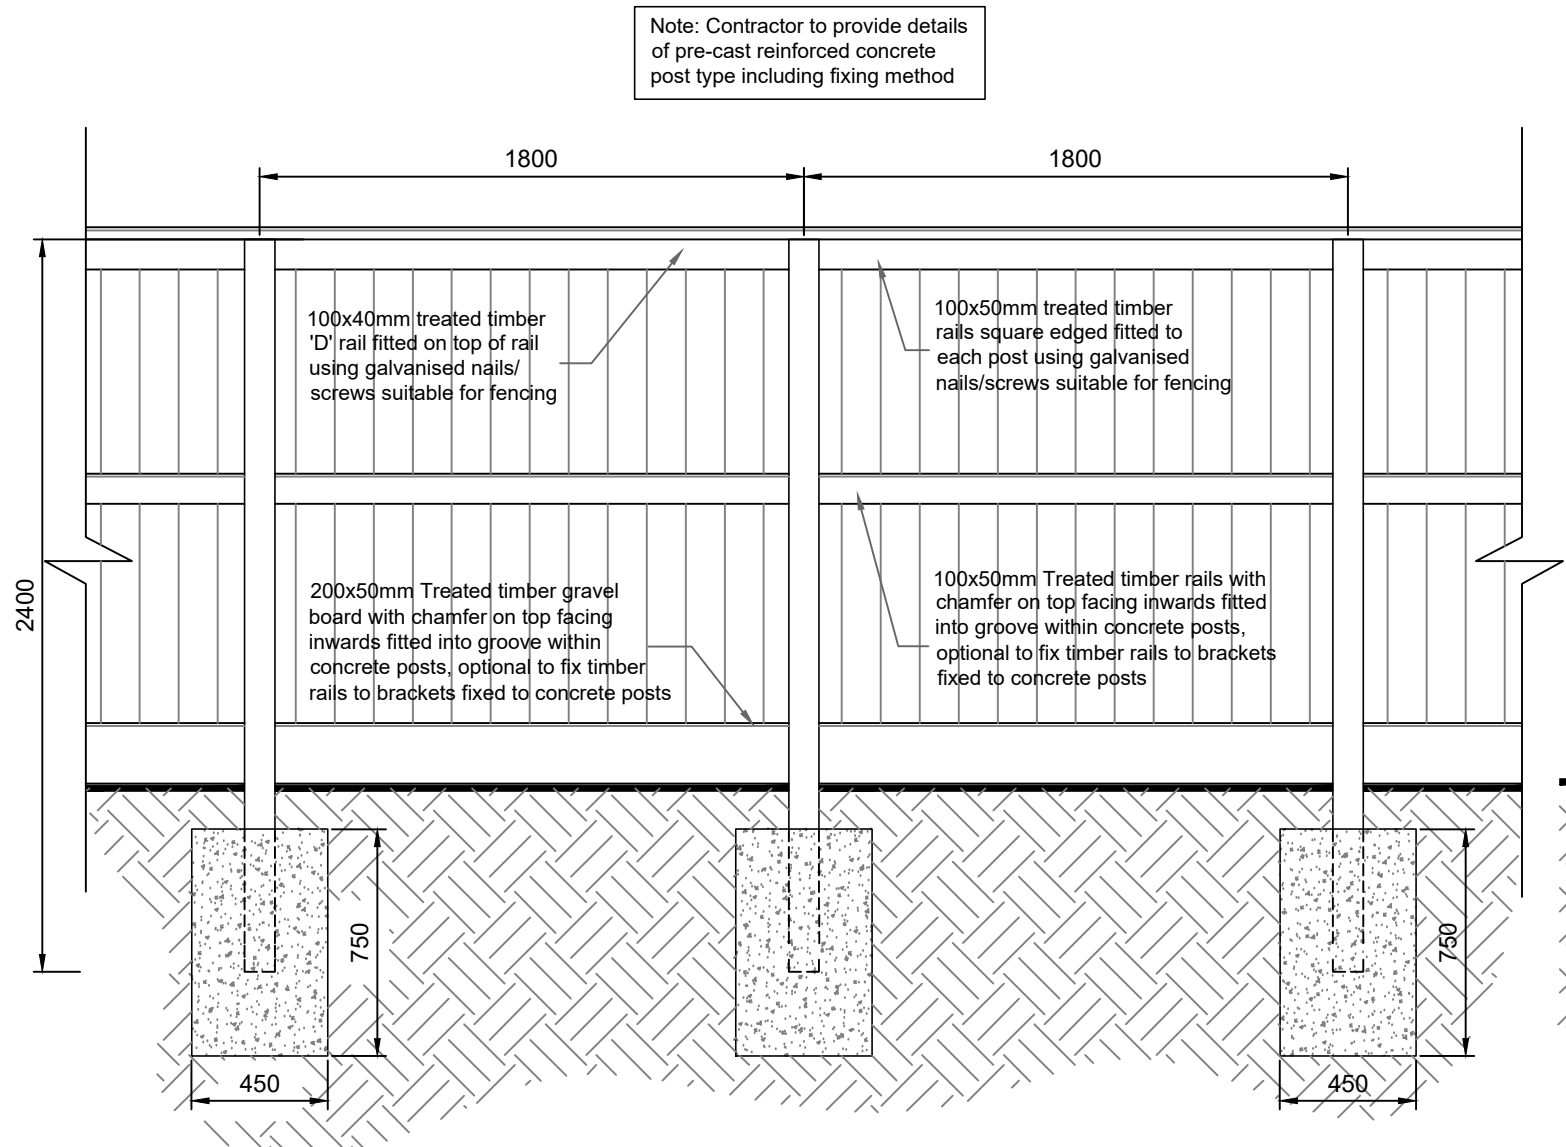 Note: Contractor to provide details
of pre-cast reinforced concrete
post type including fixing method
1800
1800
100x40mm treated timber
'D' rail fitted on top of rail
using galvanised nails/
screws suitable for fencing
100x50mm treated timber
rails square edged fitted to
each post using galvanised
nails/screws suitable for fencing
2400
200x50mm Treated timber gravel
board with chamfer on top facing
inwards fitted into groove within
concrete posts, optional to fix timber
rails to brackets fixed to concrete posts
100x50mm Treated timber rails with
chamfer on top facing inwards fitted
into groove within concrete posts,
optional to fix timber rails to brackets
fixed to concrete posts
750
750
450
450